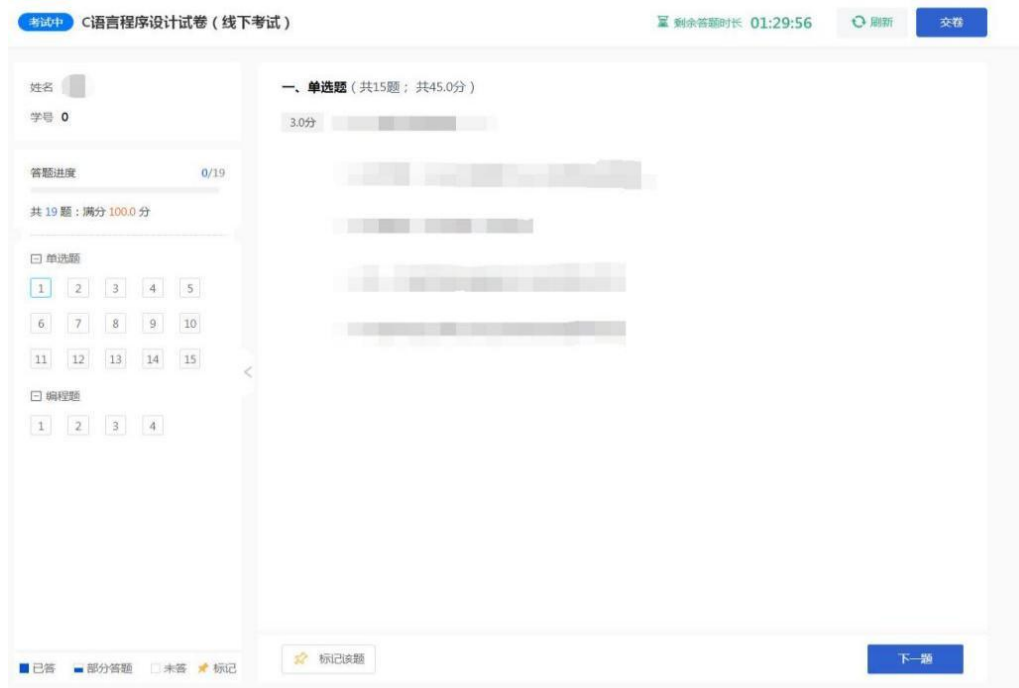 考试中 C语言程序设计试卷（线下考试） 剩余答题时长 01:29:56 刷新 交卷
姓名
学号 0
答题进度 0/19
共 19 题：满分 100.0 分
单选题
1 2 3 4 5
6 7 8 9 10
11 12 13 14 15
编程题
1 2 3 4
已答 部分答题 未答 标记
一、单选题（共15题；共45.0分）
3.0分
标记该题 下一题